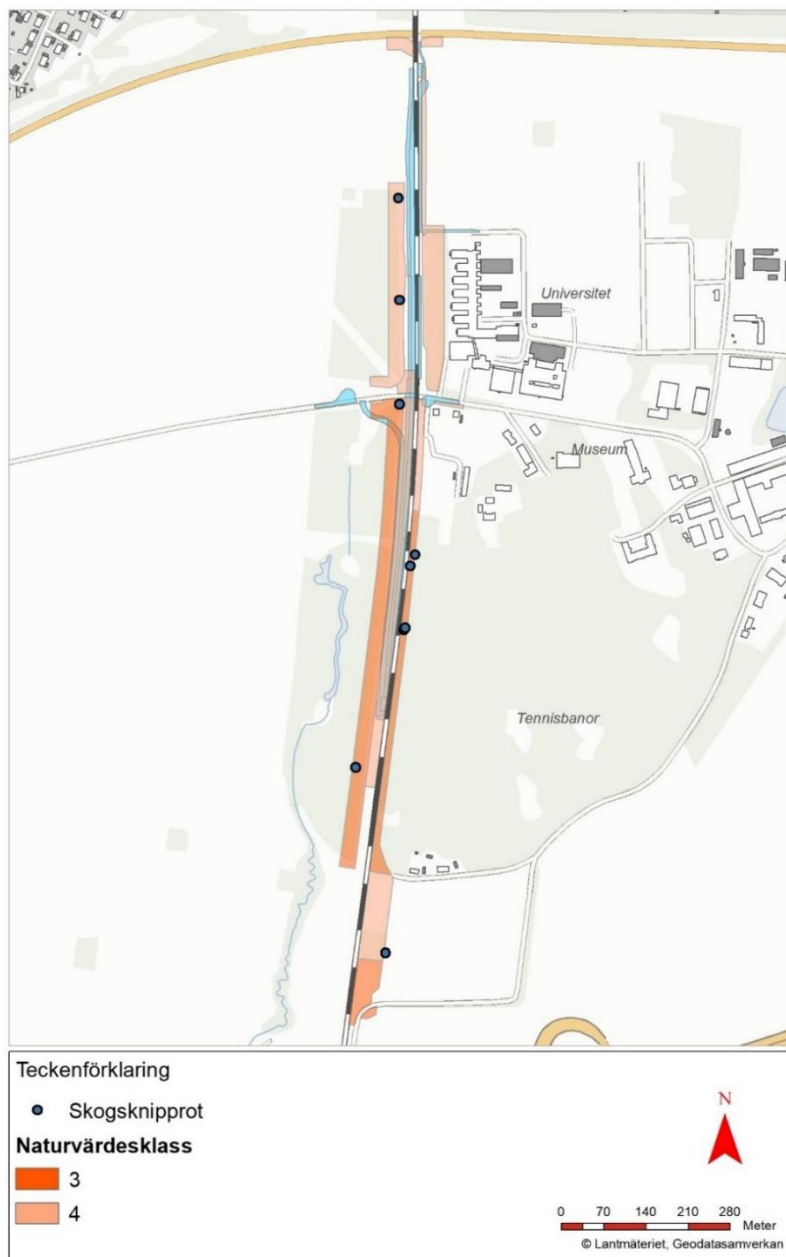 Universitet
Museum
Tennisbanor
Teckenförklaring
Skogsknipprot
Naturvärdesklass
3
4
N
0 70 140 210 280
Meter
© Lantmäteriet, Geodatasamverkan